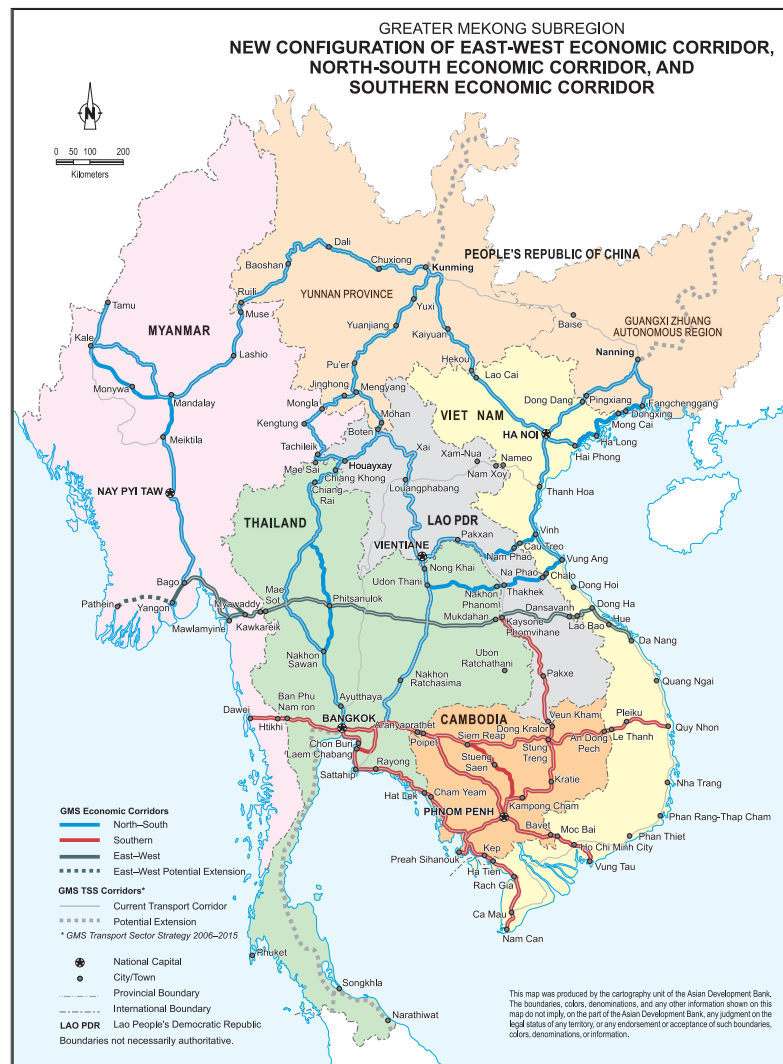 GREATER MEKONG SUBREGION
NEW CONFIGURATION OF EAST-WEST ECONOMIC CORRIDOR,
NORTH-SOUTH ECONOMIC CORRIDOR, AND
SOUTHERN ECONOMIC CORRIDOR
N
0 50 100 200
Kilometers
Dali
Baoshan
Chuxiong
PEOPLE'S REPUBLIC OF CHINA
Kunming
Ruili
YUNNAN PROVINCE
Tamu
Muse
Yuxi
GUANGXI ZHUANG
AUTONOMOUS REGION
MYANMAR
Yuanjiang
Kaiyuan
Baise
Kale
Lashio
Nanning
Pu'er
Hekou
Lao Cai
Monywa
Mandalay
Jinghong
Mengyang
Dong Dang
Pingxiang
Fangchenggang
Mongla
Mohan
VIET NAM
Dongxing
Mong Cai
Kengtung
Boten
HA NOI
Ha Long
Meiktila
Tachileik
Xai
Xam-Nua
Nameo
Hai Phong
Mae Sai
Houayxay
Nam Xoy
Chiang Khong
Louangphabang
Thanh Hoa
NAY PYI TAW
Chiang
Rai
THAILAND
LAO PDR
Pakxan
Vinh
VIENTIANE
Cau Treo
Nam Phao
Vung Ang
Nong Khai
Na Phao
Chalo
Bago
Udon Thani
Thakhek
Dong Hoi
Pathein
Yangon
Myawaddy
Mae
Sot
Phitsanulok
Nakhon
Phanom
Dansavanh
Dong Ha
Mukdahan
Kaysone
Phomvihane
Lao Bao
Hue
Mawlamyine
Kawkareik
Da Nang
Nakhon
Sawan
Ubon
Ratchathani
Pakxe
Quang Ngai
Nakhon
Ratchasima
Ban Phu
Nam ron
Ayutthaya
Dawei
BANGKOK
Aranyaprathet
CAMBODIA
Veun Kham
Pleiku
Htikhi
Dong Kralor
Quy Nhon
Chon Buri
Poipet
Siem Reap
An Dong
Pech
Le Thanh
Laem Chabang
Stueng
Saen
Stung
Treng
Sattahip
Rayong
Kratie
Nha Trang
Hat Lek
Cham Yeam
Kampong Cham
PHNOM PENH
Bavet
Moc Bai
Phan Rang-Thap Cham
Phan Thiet
Ho Chi Minh City
Preah Sihanouk
Kep
Ha Tien
Vung Tau
Rach Gia
Ca Mau
Nam Can
Phuket
Songkhla
Narathiwat
GMS Economic Corridors
North–South
Southern
East–West
East–West Potential Extension
GMS TSS Corridors*
Current Transport Corridor
Potential Extension
* GMS Transport Sector Strategy 2006–2015
National Capital
City/Town
Provincial Boundary
International Boundary
LAO PDR Lao People's Democratic Republic
Boundaries not necessarily authoritative.
This map was produced by the cartography unit of the Asian Development Bank.
The boundaries, colors, denominations, and any other information shown on this
map do not imply, on the part of the Asian Development Bank, any judgment on the
legal status of any territory, or any endorsement or acceptance of such boundaries,
colors, denominations, or information.